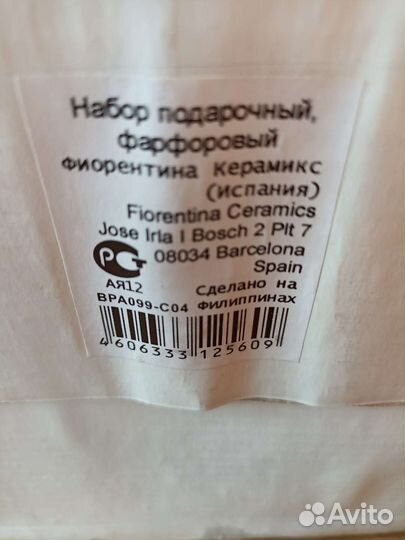 Набор подарочный,
фарфоровый
Фиорентина Керамикс
(Испания)
Fiorentina Ceramics
Jose Irla I Bosch 2 Plt 7
08034 Barcelona
Spain
РСТ
АЯ12
Сделано на
BPA099-C04 Филиппинах
4 606333 125609
Avito